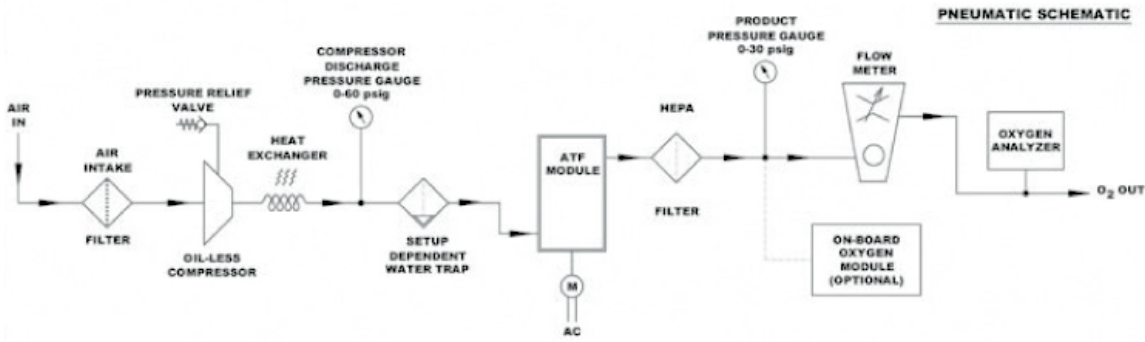 PNEUMATIC SCHEMATIC
AIR
IN
AIR
INTAKE
FILTER
PRESSURE RELIEF
VALVE
OIL-LESS
COMPRESSOR
HEAT
EXCHANGER
COMPRESSOR
DISCHARGE
PRESSURE GAUGE
0-60 psig
SETUP
DEPENDENT
WATER TRAP
ATF
MODULE
M
AC
HEPA
FILTER
PRODUCT
PRESSURE GAUGE
0-30 psig
FLOW
METER
ON-BOARD
OXYGEN
MODULE
(OPTIONAL)
OXYGEN
ANALYZER
O2 OUT